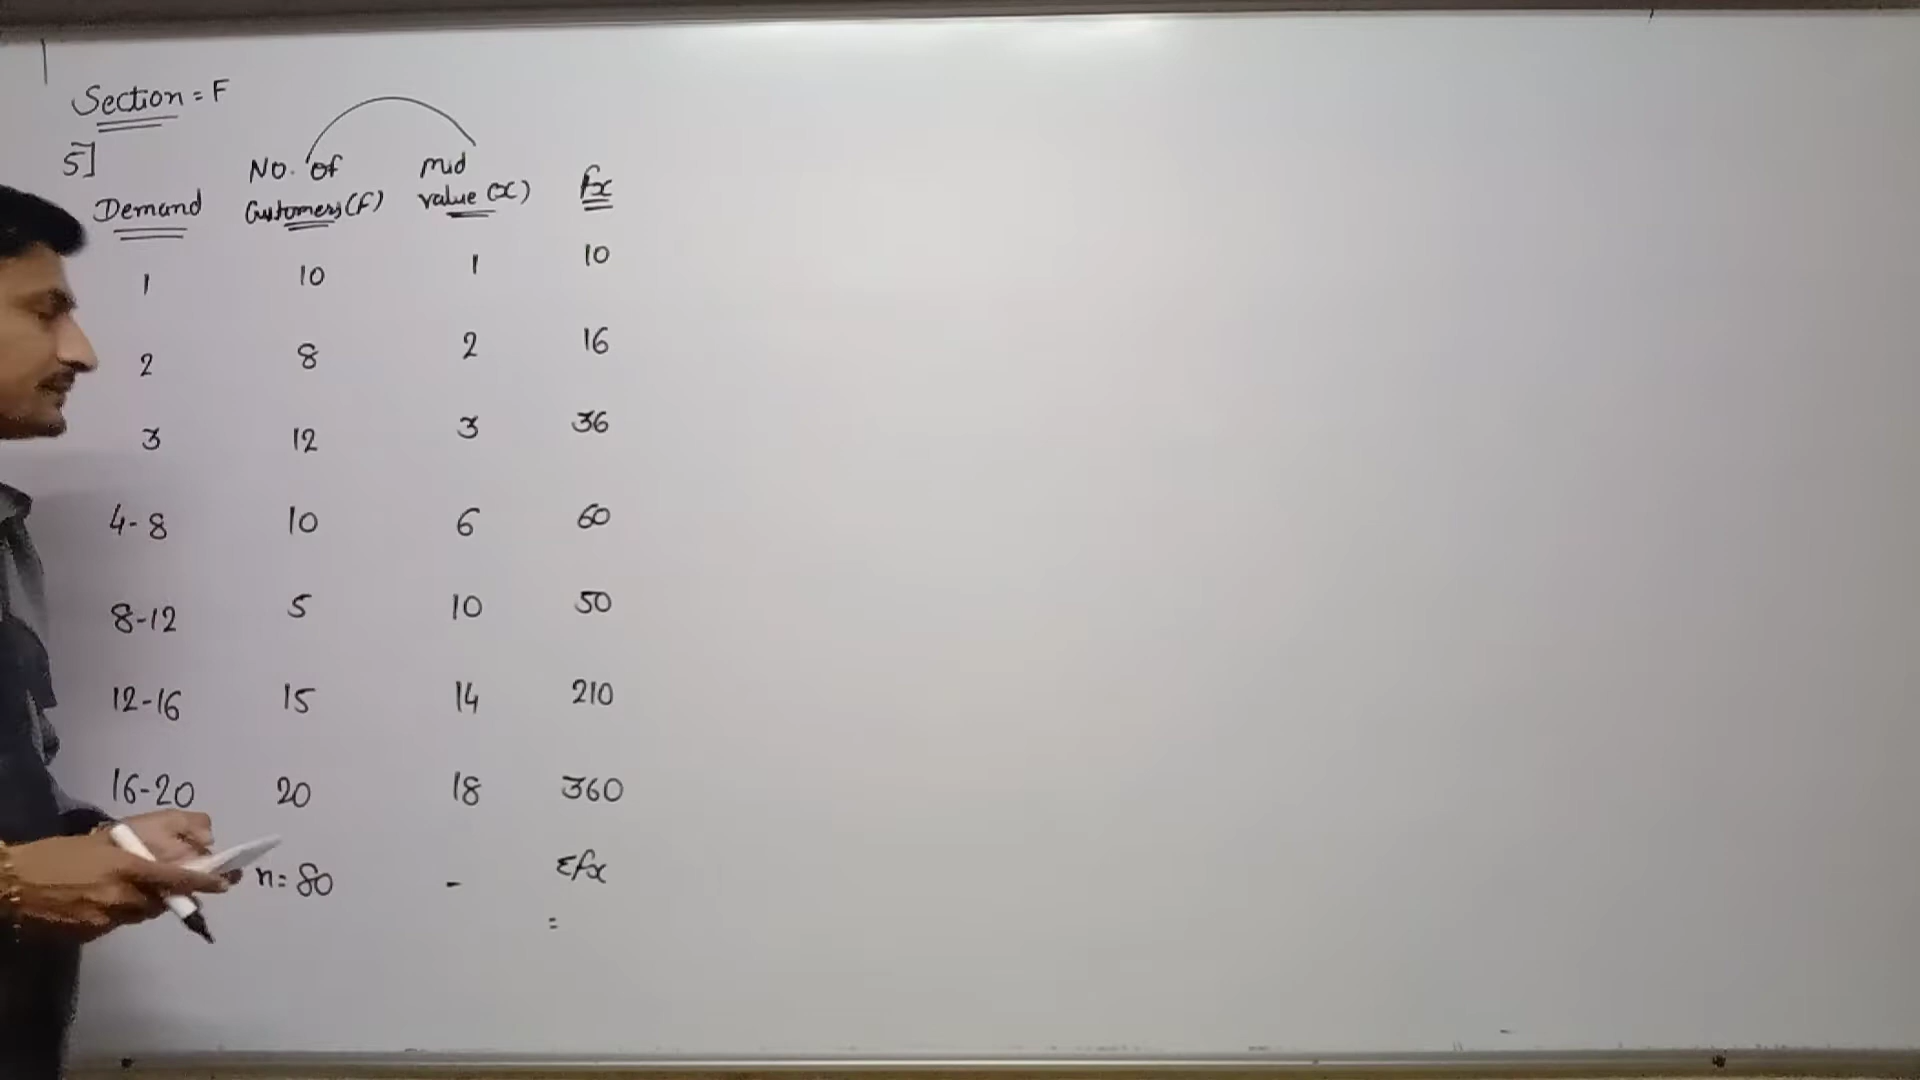 Section = F
5]
Demand No. of Customers (F) Mid value (x) fx
1 10 1 10
2 8 2 16
3 12 3 36
4-8 10 6 60
8-12 5 10 50
12-16 15 14 210
16-20 20 18 360
n= 80 - Σfx
=